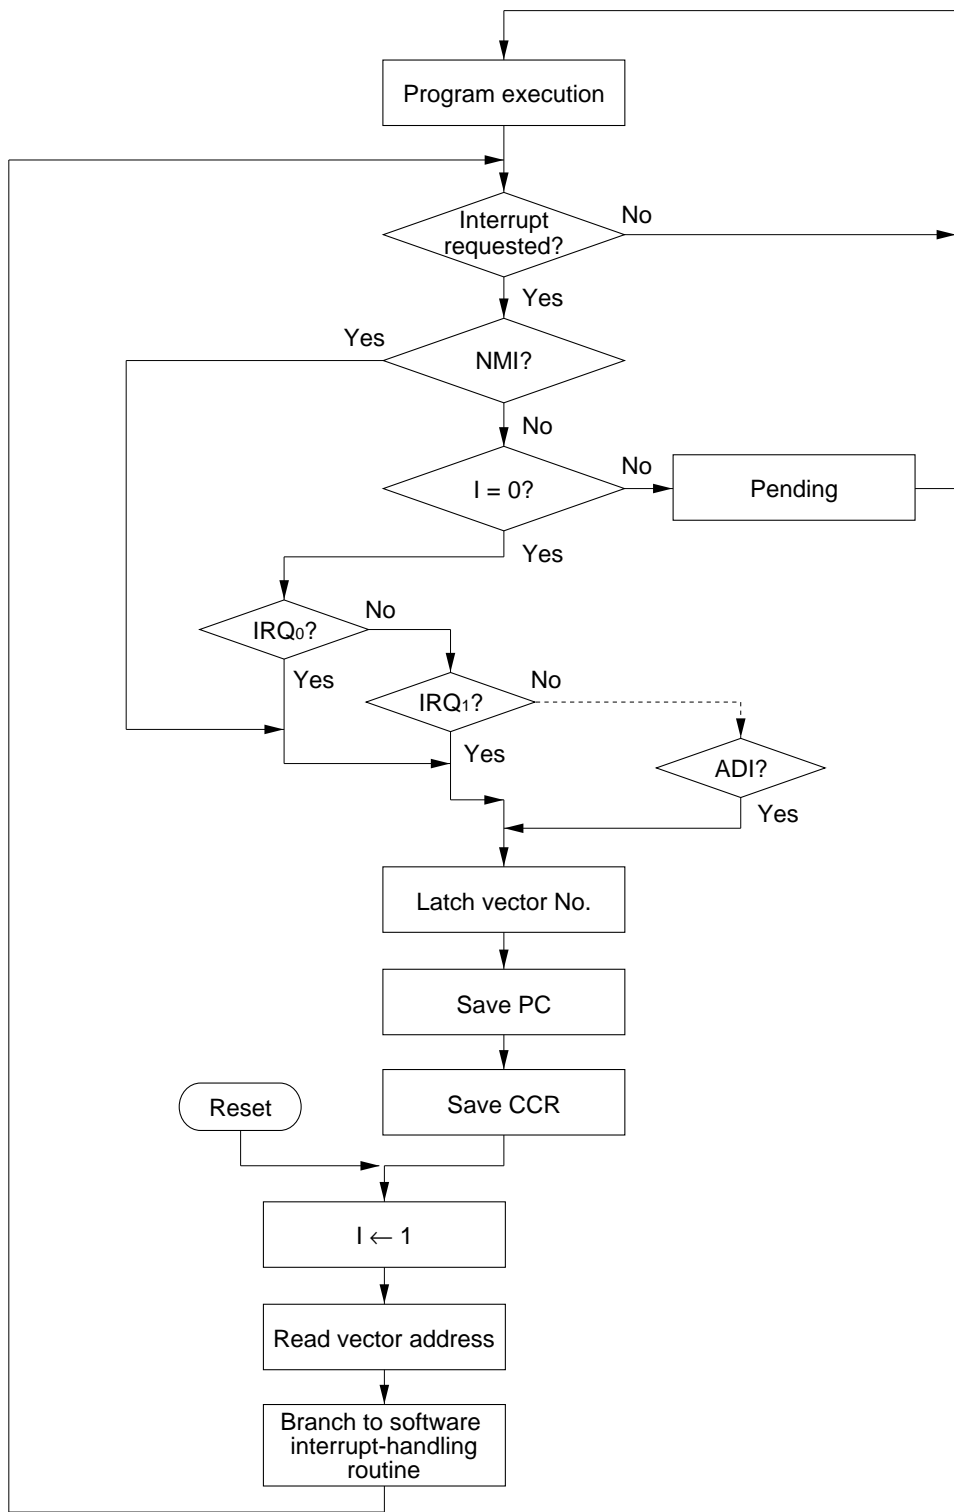 Program execution
Interrupt
requested?
No
Yes
Yes
NMI?
No
I = 0?
No
Pending
Yes
IRQ0?
No
Yes
IRQ1?
No
Yes
ADI?
Yes
Latch vector No.
Save PC
Save CCR
Reset
I ← 1
Read vector address
Branch to software
interrupt-handling
routine